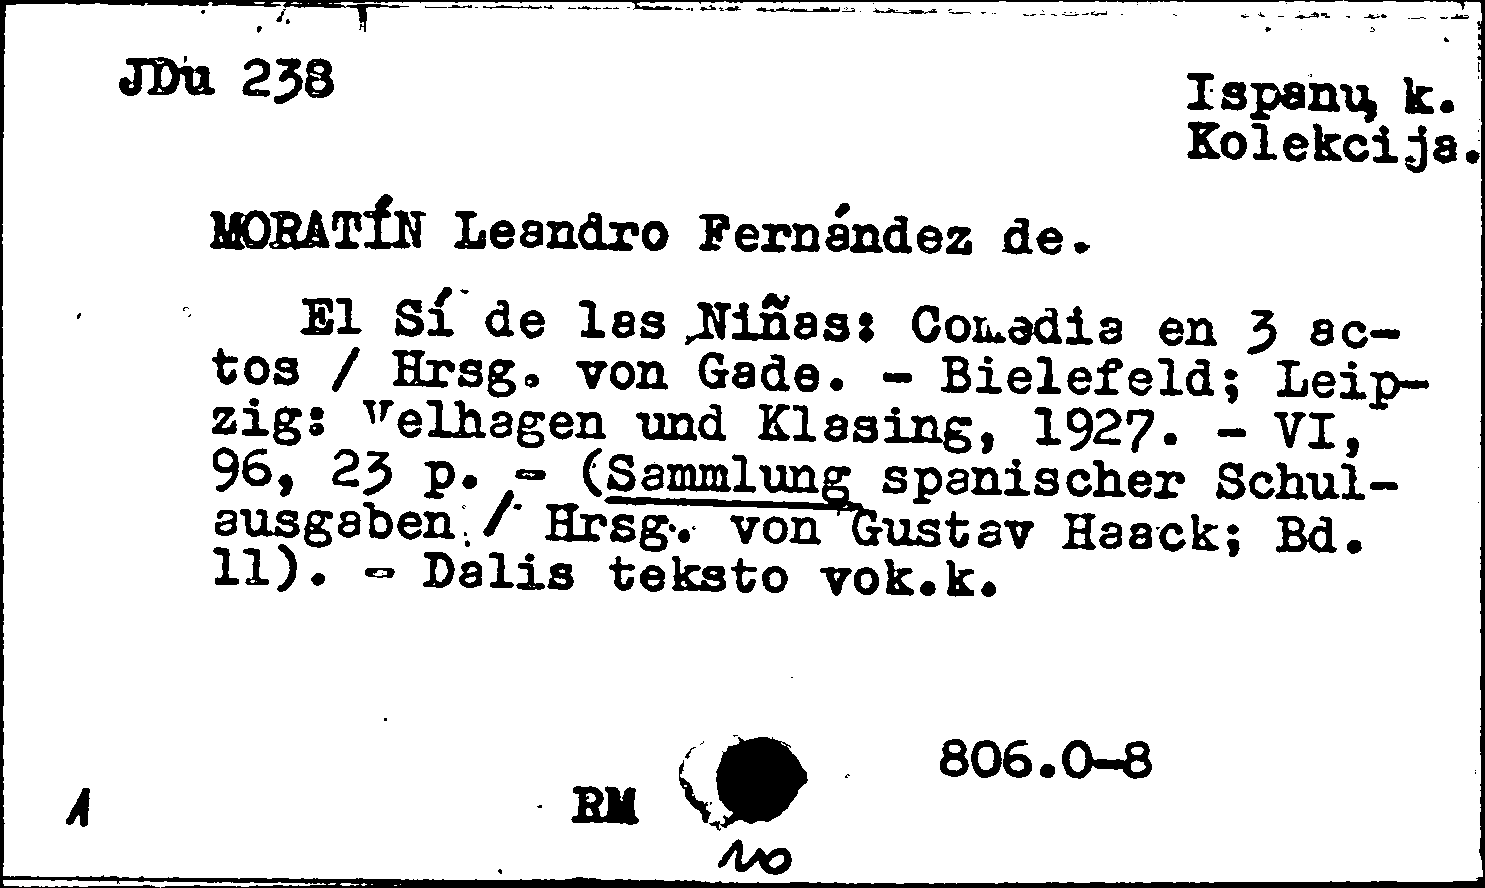 JDu 238
Ispanų k.
Kolekcija.
MORATÍN Leandro Fernández de.
El Sí de las Niñas: Comedia en 3 ac-
tos / Hrsg. von Gade. - Bielefeld; Leip-
zig: Velhagen und Klasing, 1927. - VI,
96, 23 p. - (Sammlung spanischer Schul-
ausgaben / Hrsg. von Gustav Haack; Bd.
11). - Dalis teksto vok.k.
806.0-8
1
RM